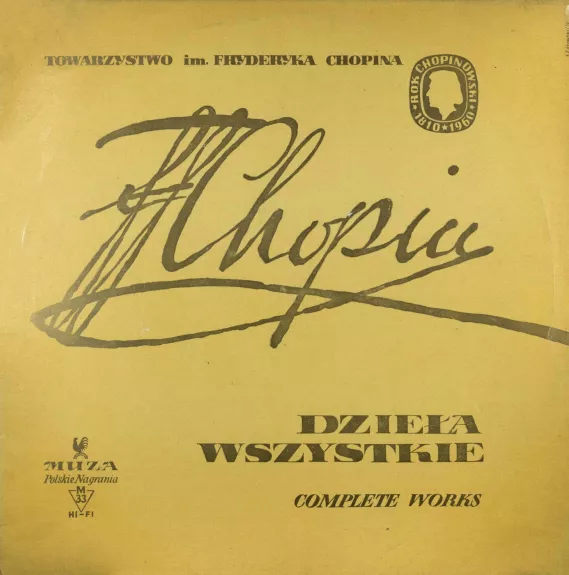 TOWARZYSTWO im. FRYDERYKA CHOPINA
ROK CHOPINOWSKI
1810 ★ 1960
FChopin
DZIEŁA
WSZYSTKIE
COMPLETE WORKS
MUZA
Polskie Nagrania
M
33
HI-FI